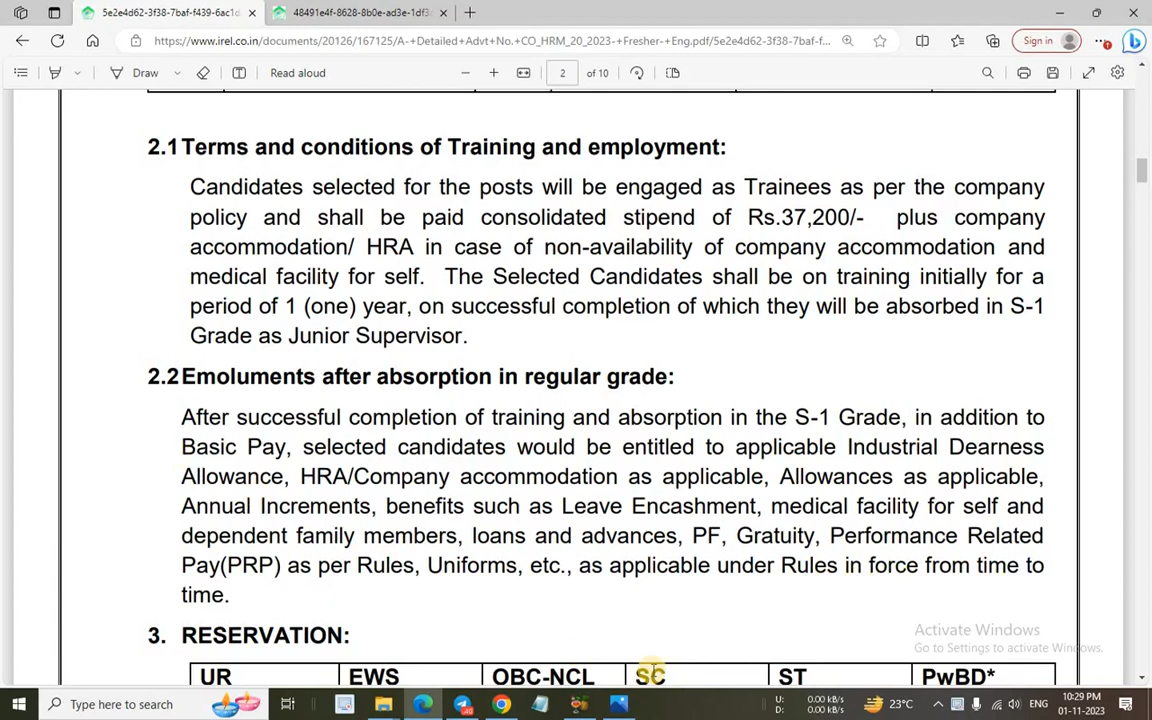 5e2e4d62-3f38-7baf-f439-6ac1d
48491e4f-8628-8b0e-ad3e-1df3
https://www.irel.co.in/documents/20126/167125/A-+Detailed+Advt+No.+CO_HRM_20_2023-+Fresher+-Eng.pdf/5e2e4d62-3f38-7baf-f...
Sign in
Draw
Read aloud
2
of 10
2.1 Terms and conditions of Training and employment:
Candidates selected for the posts will be engaged as Trainees as per the company
policy and shall be paid consolidated stipend of Rs.37,200/- plus company
accommodation/ HRA in case of non-availability of company accommodation and
medical facility for self. The Selected Candidates shall be on training initially for a
period of 1 (one) year, on successful completion of which they will be absorbed in S-1
Grade as Junior Supervisor.
2.2 Emoluments after absorption in regular grade:
After successful completion of training and absorption in the S-1 Grade, in addition to
Basic Pay, selected candidates would be entitled to applicable Industrial Dearness
Allowance, HRA/Company accommodation as applicable, Allowances as applicable,
Annual Increments, benefits such as Leave Encashment, medical facility for self and
dependent family members, loans and advances, PF, Gratuity, Performance Related
Pay(PRP) as per Rules, Uniforms, etc., as applicable under Rules in force from time to
time.
3. RESERVATION:
UR EWS OBC-NCL SC ST PwBD*
Activate Windows
Go to Settings to activate Windows.
Type here to search
U: 0.00 kB/s
D: 0.00 kB/s
23°C
ENG
10:29 PM
01-11-2023